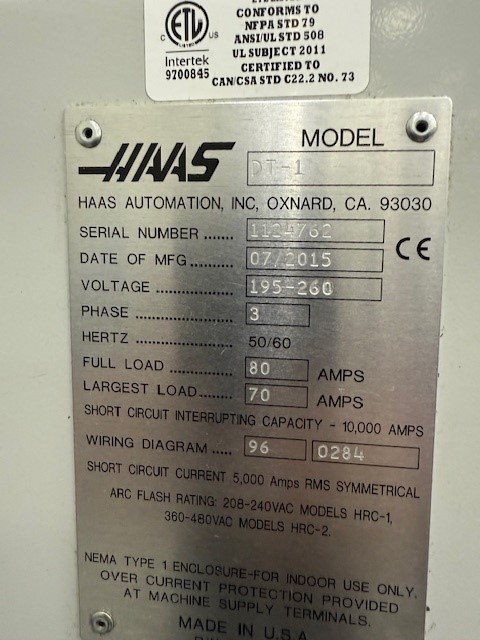 CONFORMS TO
NFPA STD 79
ANSI/UL STD 508
UL SUBJECT 2011
CERTIFIED TO
CAN/CSA STD C22.2 NO. 73
ETL
C US
Intertek
9700845
HAAS
MODEL
DT-1
HAAS AUTOMATION, INC, OXNARD, CA. 93030
SERIAL NUMBER ....... 1124762
DATE OF MFG......... 07/2015
CE
VOLTAGE ............... 195-260
PHASE .................. 3
HERTZ .................. 50/60
FULL LOAD ............ 80 AMPS
LARGEST LOAD....... 70 AMPS
SHORT CIRCUIT INTERRUPTING CAPACITY - 10,000 AMPS
WIRING DIAGRAM ..... 96 0284
SHORT CIRCUIT CURRENT 5,000 Amps RMS SYMMETRICAL
ARC FLASH RATING: 208-240VAC MODELS HRC-1,
360-480VAC MODELS HRC-2.
NEMA TYPE 1 ENCLOSURE-FOR INDOOR USE ONLY.
OVER CURRENT PROTECTION PROVIDED
AT MACHINE SUPPLY TERMINALS.
MADE IN U.S.A